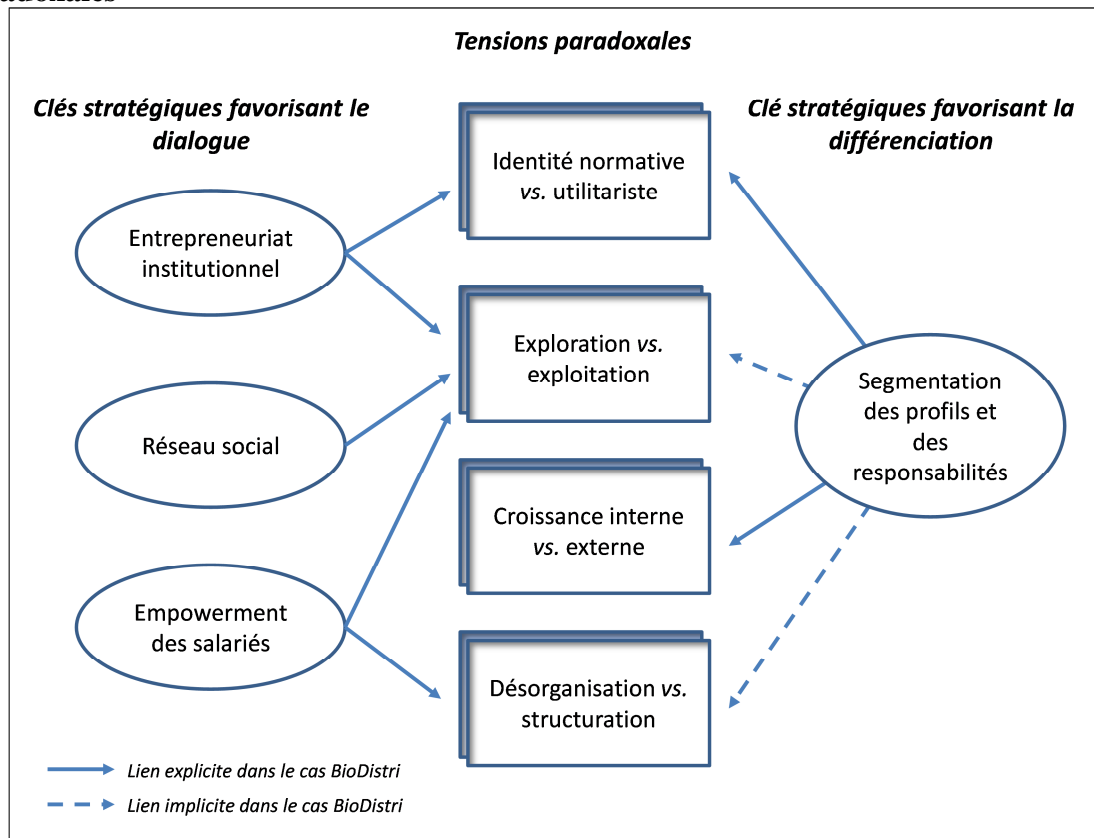 Tensions paradoxales
Clés stratégiques favorisant le
dialogue
Clé stratégiques favorisant la
différenciation
Identité normative
vs. utilitariste
Entrepreneuriat
institutionnel
Exploration vs.
exploitation
Segmentation
des profils et
des
responsabilités
Réseau social
Croissance interne
vs. externe
Empowerment
des salariés
Désorganisation vs.
structuration
Lien explicite dans le cas BioDistri
Lien implicite dans le cas BioDistri